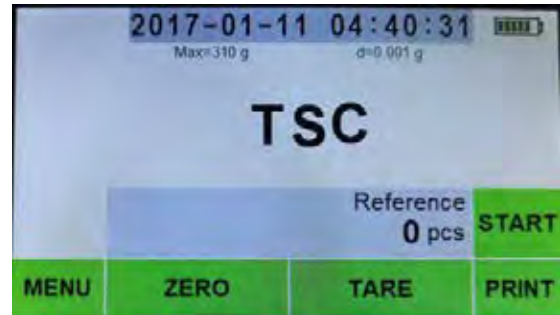 2017-01-11 04:40:31
Max=310 g d=0.001 g
TSC
Reference
0 pcs
START
MENU ZERO TARE PRINT